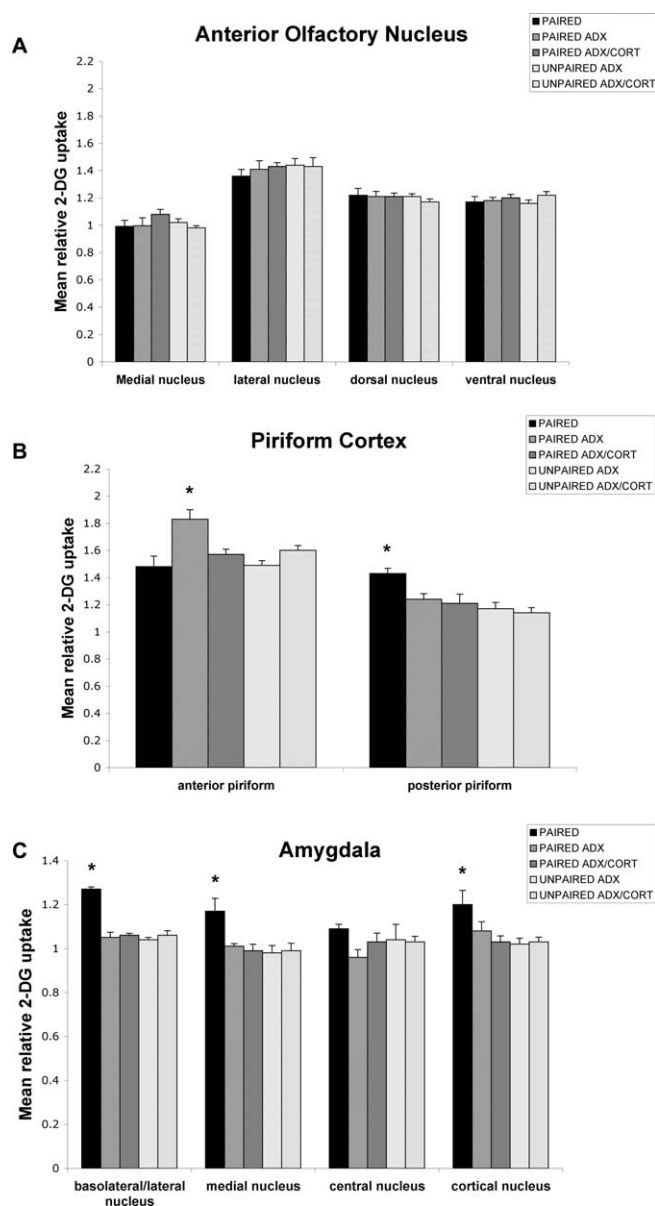 A
Anterior Olfactory Nucleus
PAIRED
PAIRED ADX
PAIRED ADX/CORT
UNPAIRED ADX
UNPAIRED ADX/CORT
Mean relative 2-DG uptake
2.2
2
1.8
1.6
1.4
1.2
1
0.8
0.6
0.4
0.2
0
Medial nucleus
lateral nucleus
dorsal nucleus
ventral nucleus
B
Piriform Cortex
PAIRED
PAIRED ADX
PAIRED ADX/CORT
UNPAIRED ADX
UNPAIRED ADX/CORT
Mean relative 2-DG uptake
2.2
2
1.8
1.6
1.4
1.2
1
0.8
0.6
0.4
0.2
0
*
*
anterior piriform
posterior piriform
C
Amygdala
PAIRED
PAIRED ADX
PAIRED ADX/CORT
UNPAIRED ADX
UNPAIRED ADX/CORT
Mean relative 2-DG uptake
1.4
1.2
1
0.8
0.6
0.4
0.2
0
*
*
*
basolateral/lateral
nucleus
medial nucleus
central nucleus
cortical nucleus